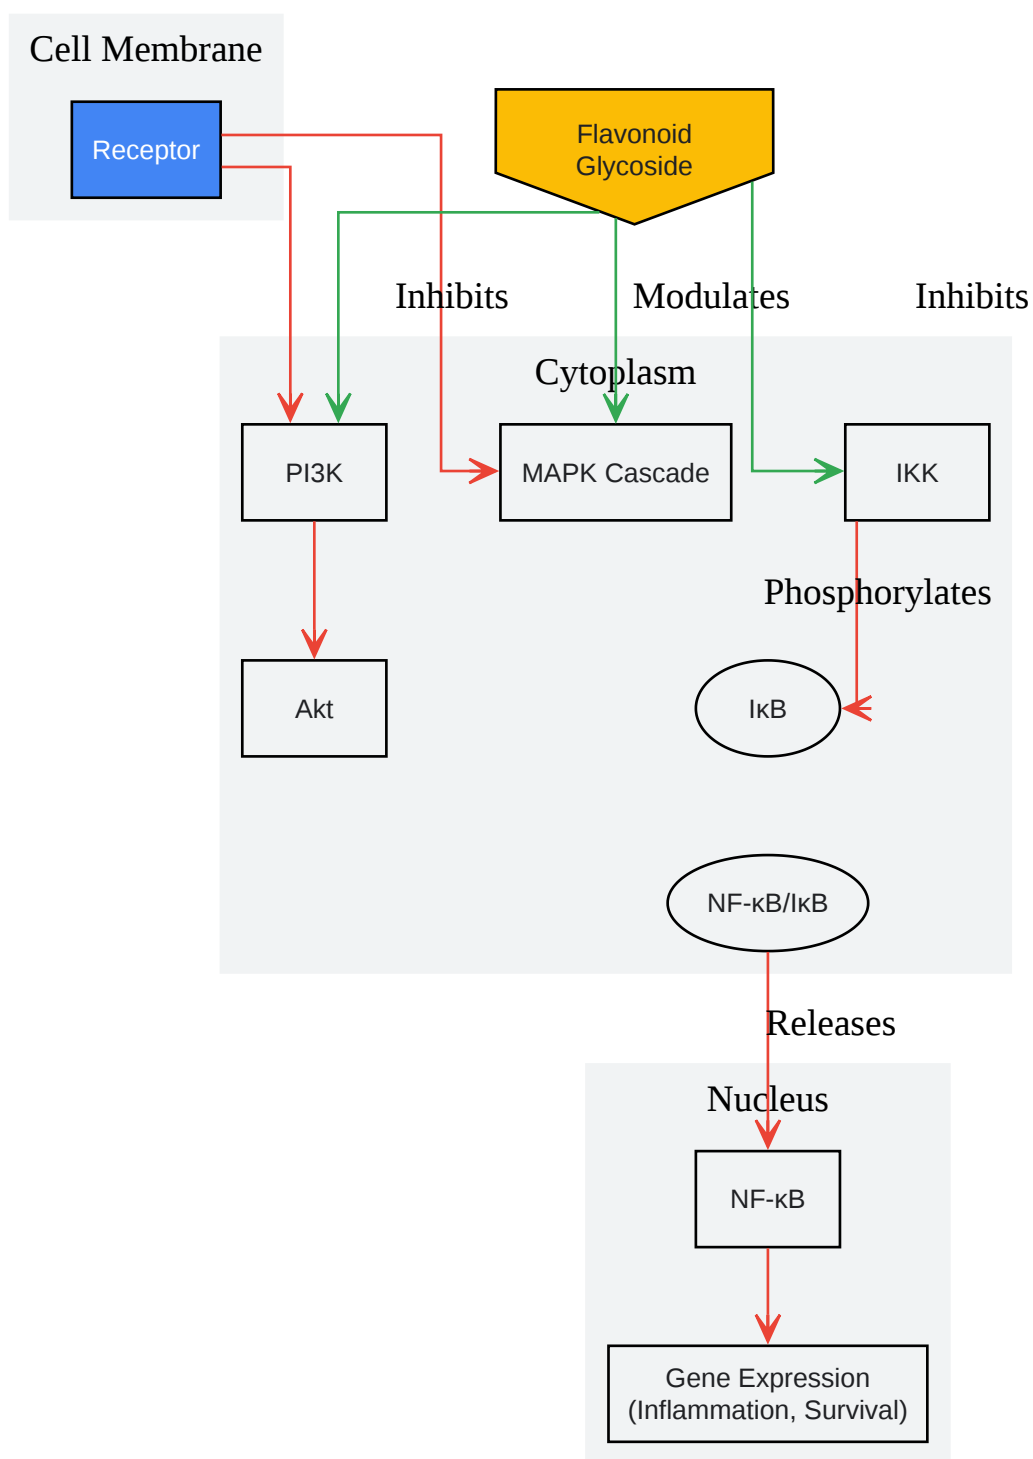 Cell Membrane
Receptor
Flavonoid
Glycoside
Inhibits
Modulates
Inhibits
Cytoplasm
PI3K
MAPK Cascade
IKK
Phosphorylates
Akt
IκB
NF-κB/IκB
Releases
Nucleus
NF-κB
Gene Expression
(Inflammation, Survival)